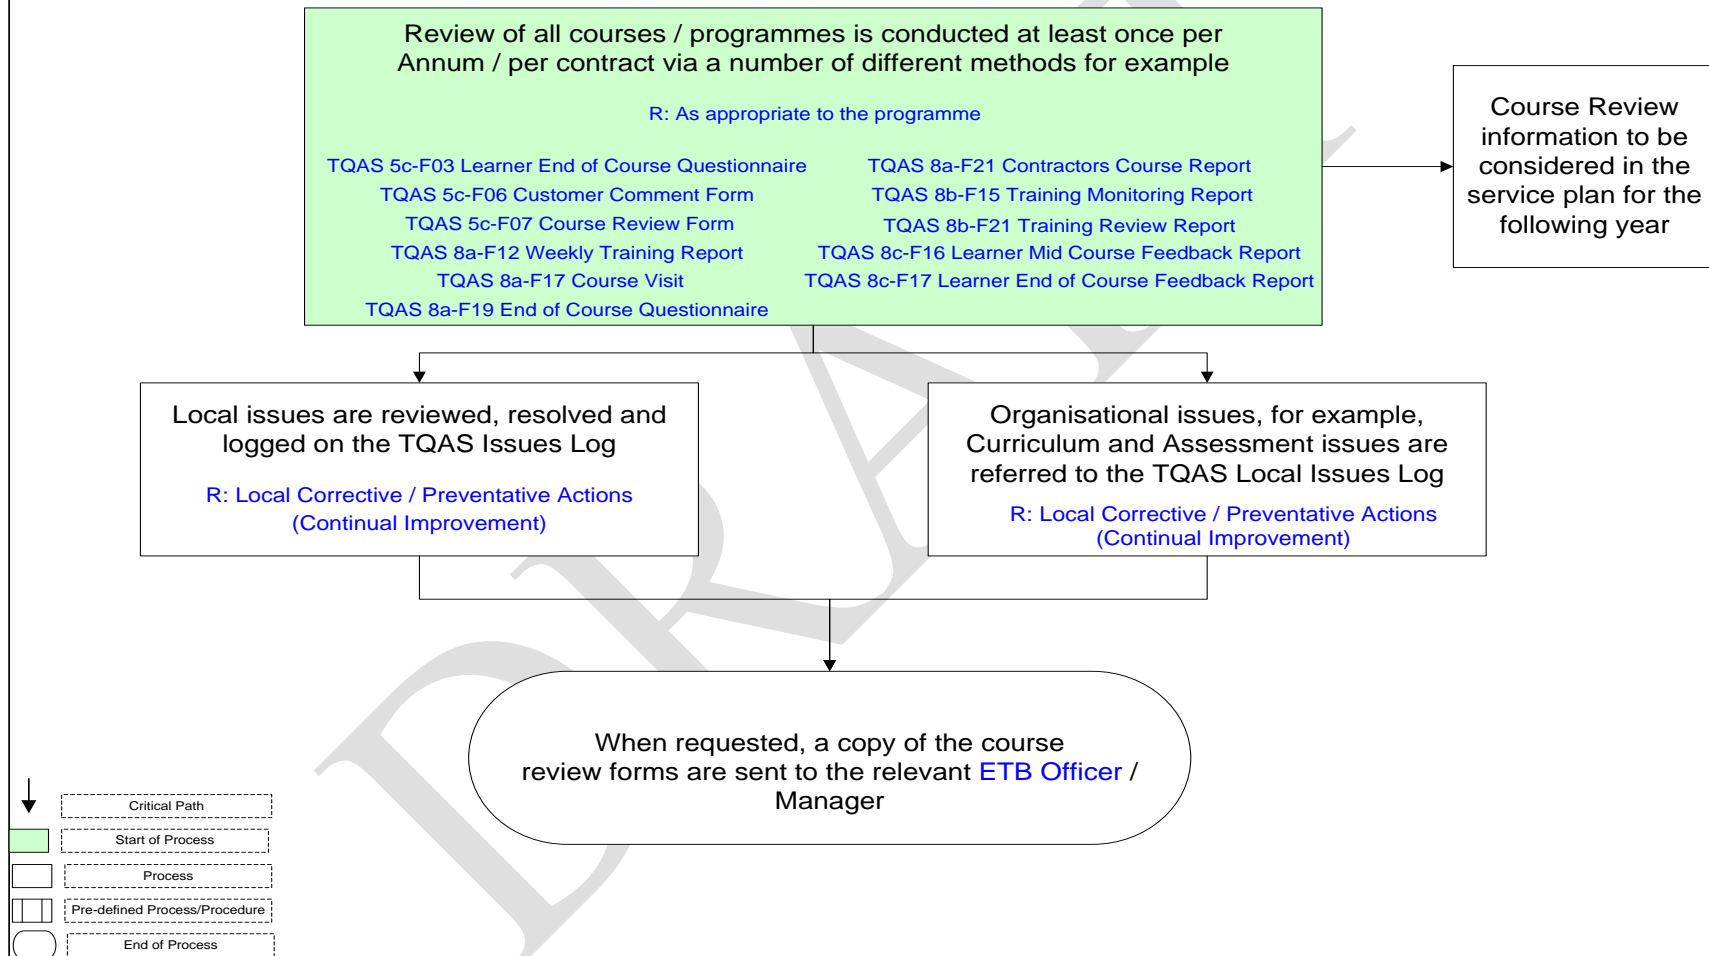 Review of all courses / programmes is conducted at least once per
Annum / per contract via a number of different methods for example
R: As appropriate to the programme
TQAS 5c-F03 Learner End of Course Questionnaire
TQAS 5c-F06 Customer Comment Form
TQAS 5c-F07 Course Review Form
TQAS 8a-F12 Weekly Training Report
TQAS 8a-F17 Course Visit
TQAS 8a-F19 End of Course Questionnaire
TQAS 8a-F21 Contractors Course Report
TQAS 8b-F15 Training Monitoring Report
TQAS 8b-F21 Training Review Report
TQAS 8c-F16 Learner Mid Course Feedback Report
TQAS 8c-F17 Learner End of Course Feedback Report
Course Review
information to be
considered in the
service plan for the
following year
Local issues are reviewed, resolved and
logged on the TQAS Issues Log
R: Local Corrective / Preventative Actions
(Continual Improvement)
Organisational issues, for example,
Curriculum and Assessment issues are
referred to the TQAS Local Issues Log
R: Local Corrective / Preventative Actions
(Continual Improvement)
When requested, a copy of the course
review forms are sent to the relevant ETB Officer /
Manager
Critical Path
Start of Process
Process
Pre-defined Process/Procedure
End of Process
DRAFT